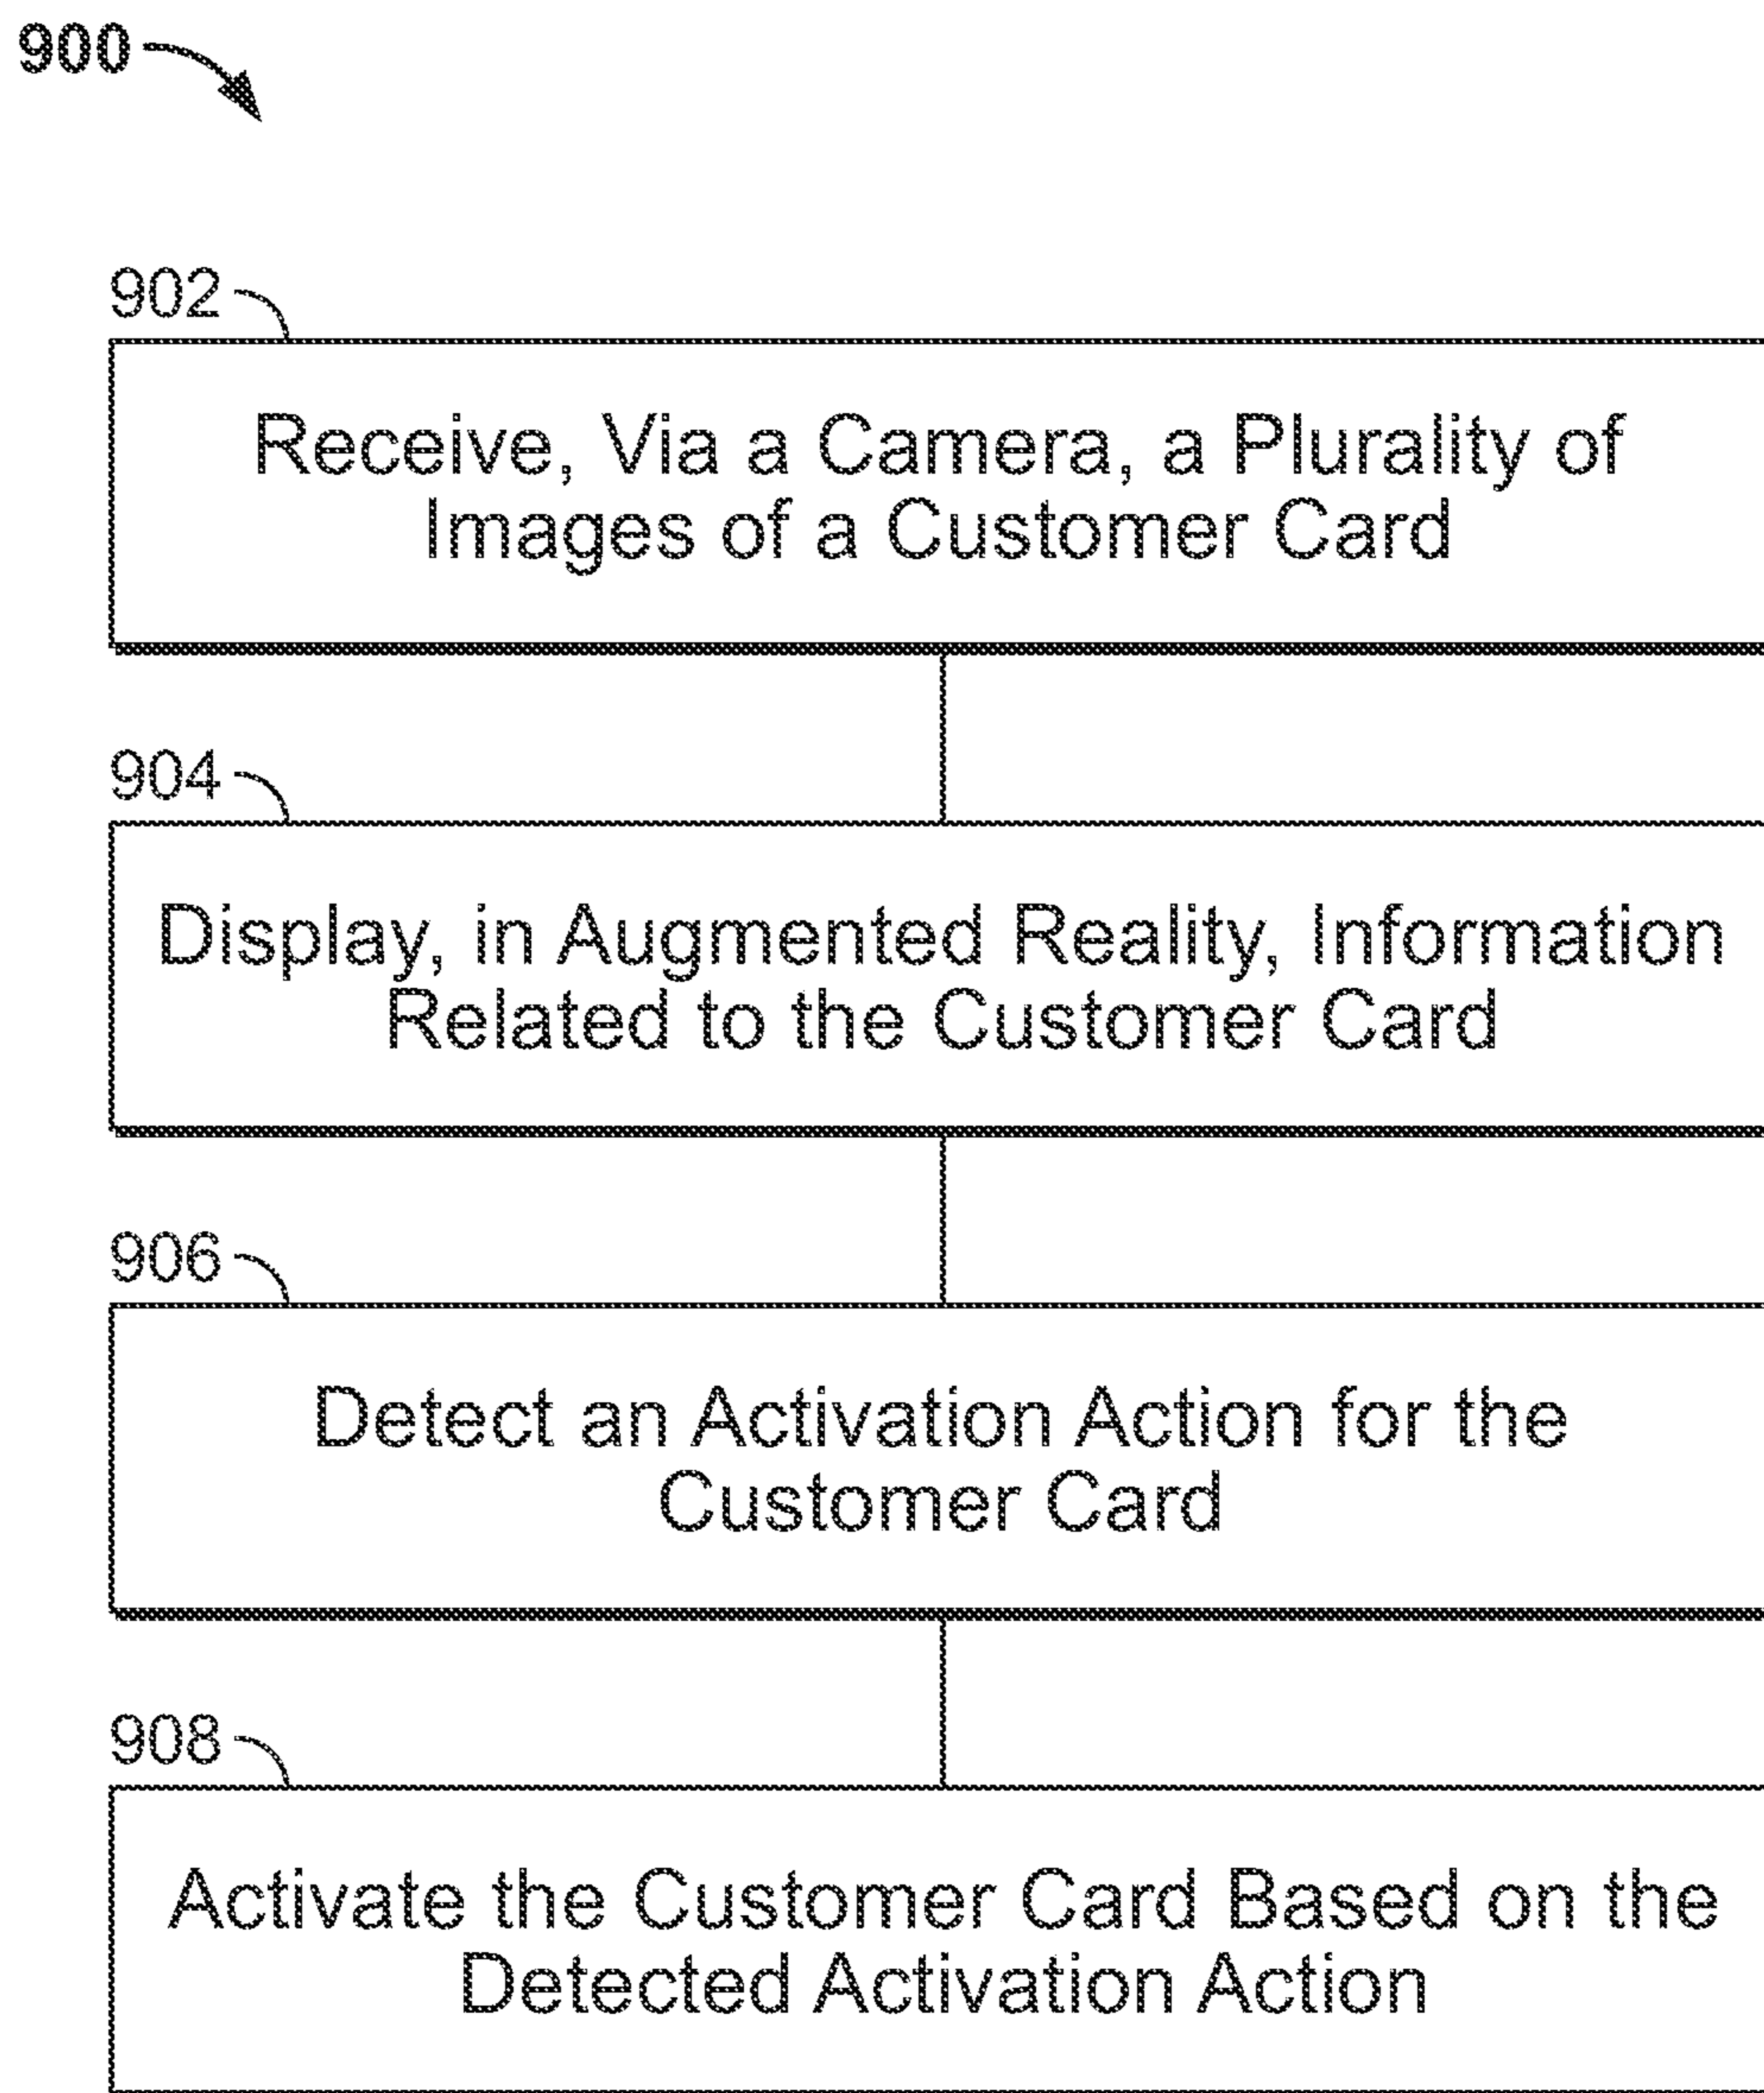 900
902
Receive, Via a Camera, a Plurality of
Images of a Customer Card
904
Display, in Augmented Reality, Information
Related to the Customer Card
906
Detect an Activation Action for the
Customer Card
908
Activate the Customer Card Based on the
Detected Activation Action